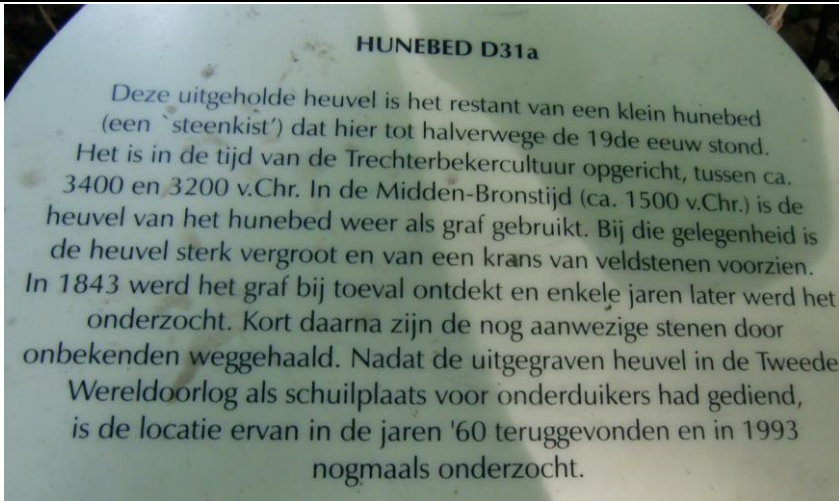 HUNEBED D31a
Deze uitgeholde heuvel is het restant van een klein hunebed
(een `steenkist') dat hier tot halverwege de 19de eeuw stond.
Het is in de tijd van de Trechterbekercultuur opgericht, tussen ca.
3400 en 3200 v.Chr. In de Midden-Bronstijd (ca. 1500 v.Chr.) is de
heuvel van het hunebed weer als graf gebruikt. Bij die gelegenheid is
de heuvel sterk vergroot en van een krans van veldstenen voorzien.
In 1843 werd het graf bij toeval ontdekt en enkele jaren later werd het
onderzocht. Kort daarna zijn de nog aanwezige stenen door
onbekenden weggehaald. Nadat de uitgegraven heuvel in de Tweede
Wereldoorlog als schuilplaats voor onderduikers had gediend,
is de locatie ervan in de jaren '60 teruggevonden en in 1993
nogmaals onderzocht.